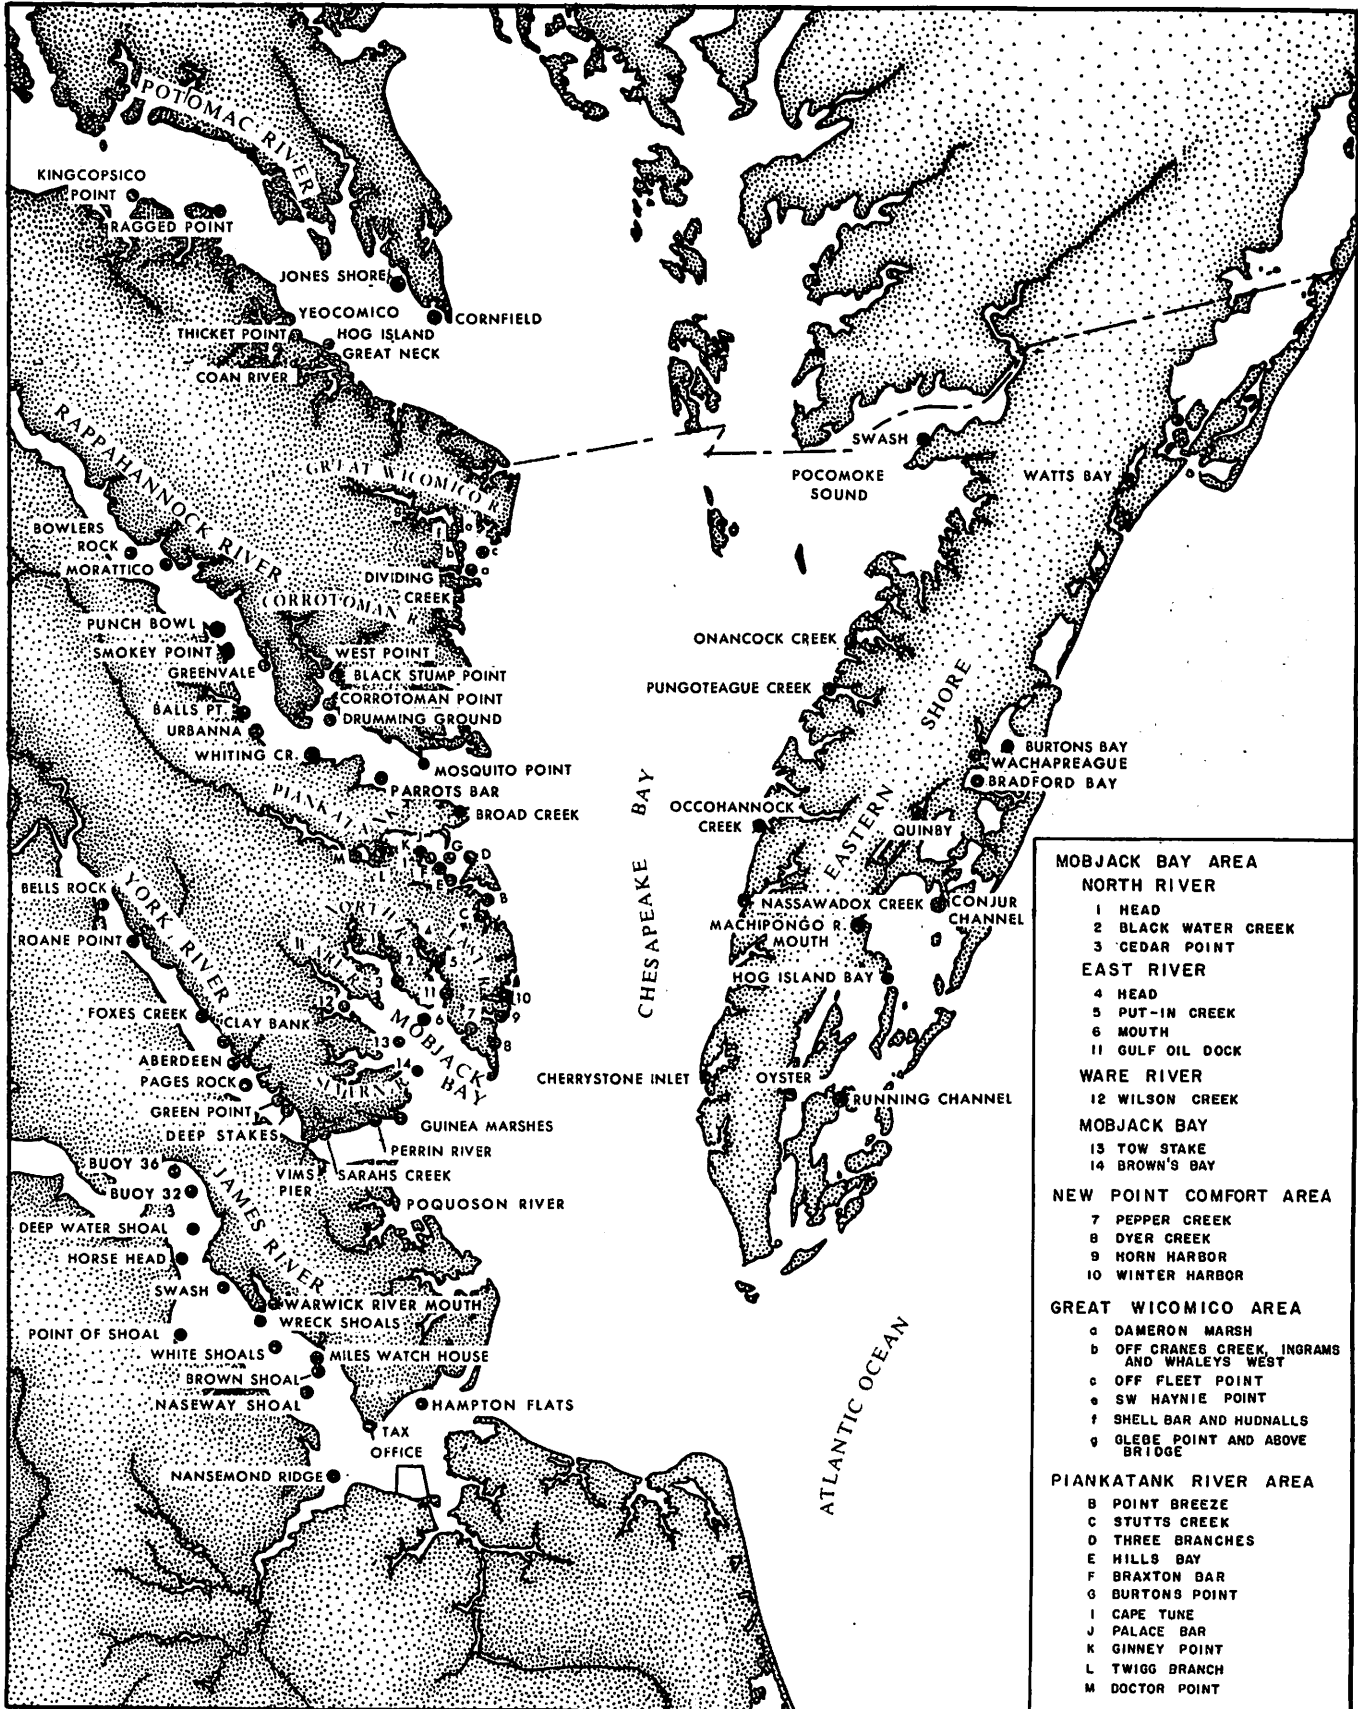 POTOMAC RIVER
KINGCOPSICO
POINT
RAGGED POINT
JONES SHORE
YEOCOMICO
CORNFIELD
THICKET POINT
HOG ISLAND
GREAT NECK
COAN RIVER
RAPPAHANNOCK RIVER
GREAT WICOMICO R.
SWASH
POCOMOKE
SOUND
WATTS BAY
g
e
f
b
c
a
BOWLERS
ROCK
MORATTICO
DIVIDING
CREEK
CORROTOMAN R.
PUNCH BOWL
SMOKEY POINT
GREENVALE
WEST POINT
BLACK STUMP POINT
CORROTOMAN POINT
DRUMMING GROUND
ONANCOCK CREEK
PUNGOTEAGUE CREEK
BALLS PT.
URBANNA
WHITING CR.
MOSQUITO POINT
PARROTS BAR
PIANKATANK
BROAD CREEK
CHESAPEAKE BAY
EASTERN SHORE
BURTONS BAY
WACHAPREAGUE
BRADFORD BAY
OCCOHANNOCK
CREEK
QUINBY
M
L
K
J
I
F
G
E
D
B
C
YORK RIVER
BELLS ROCK
ROANE POINT
NORTH R.
EAST R.
WARE R.
NASSAWADOX CREEK
CONJUR
CHANNEL
MACHIPONGO R.
MOUTH
HOG ISLAND BAY
4
2
5
3
11
10
12
6
7
9
13
8
14
MOBJACK
BAY
FOXES CREEK
CLAY BANK
ABERDEEN
PAGES ROCK
SEVERN R.
GREEN POINT
DEEP STAKES
CHERRYSTONE INLET
OYSTER
RUNNING CHANNEL
GUINEA MARSHES
PERRIN RIVER
SARAHS CREEK
VIMS
PIER
POQUOSON RIVER
JAMES RIVER
BUOY 36
BUOY 32
DEEP WATER SHOAL
HORSE HEAD
SWASH
WARWICK RIVER MOUTH
WRECK SHOALS
POINT OF SHOAL
WHITE SHOALS
MILES WATCH HOUSE
BROWN SHOAL
NASEWAY SHOAL
HAMPTON FLATS
TAX
OFFICE
NANSEMOND RIDGE
ATLANTIC OCEAN
MOBJACK BAY AREA
NORTH RIVER
1 HEAD
2 BLACK WATER CREEK
3 CEDAR POINT
EAST RIVER
4 HEAD
5 PUT-IN CREEK
6 MOUTH
11 GULF OIL DOCK
WARE RIVER
12 WILSON CREEK
MOBJACK BAY
13 TOW STAKE
14 BROWN'S BAY
NEW POINT COMFORT AREA
7 PEPPER CREEK
8 DYER CREEK
9 HORN HARBOR
10 WINTER HARBOR
GREAT WICOMICO AREA
a DAMERON MARSH
b OFF CRANES CREEK, INGRAMS
AND WHALEYS WEST
c OFF FLEET POINT
e SW HAYNIE POINT
f SHELL BAR AND HUDNALLS
g GLEBE POINT AND ABOVE
BRIDGE
PIANKATANK RIVER AREA
B POINT BREEZE
C STUTTS CREEK
D THREE BRANCHES
E HILLS BAY
F BRAXTON BAR
G BURTONS POINT
I CAPE TUNE
J PALACE BAR
K GINNEY POINT
L TWIGG BRANCH
M DOCTOR POINT